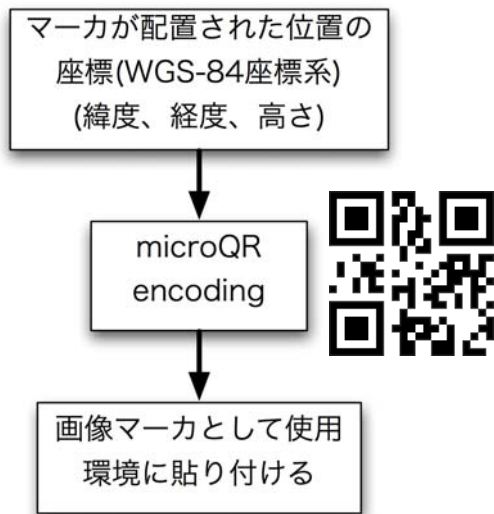 マーカが配置された位置の
座標(WGS-84座標系)
(緯度、経度、高さ)
microQR
encoding
画像マーカとして使用
環境に貼り付ける